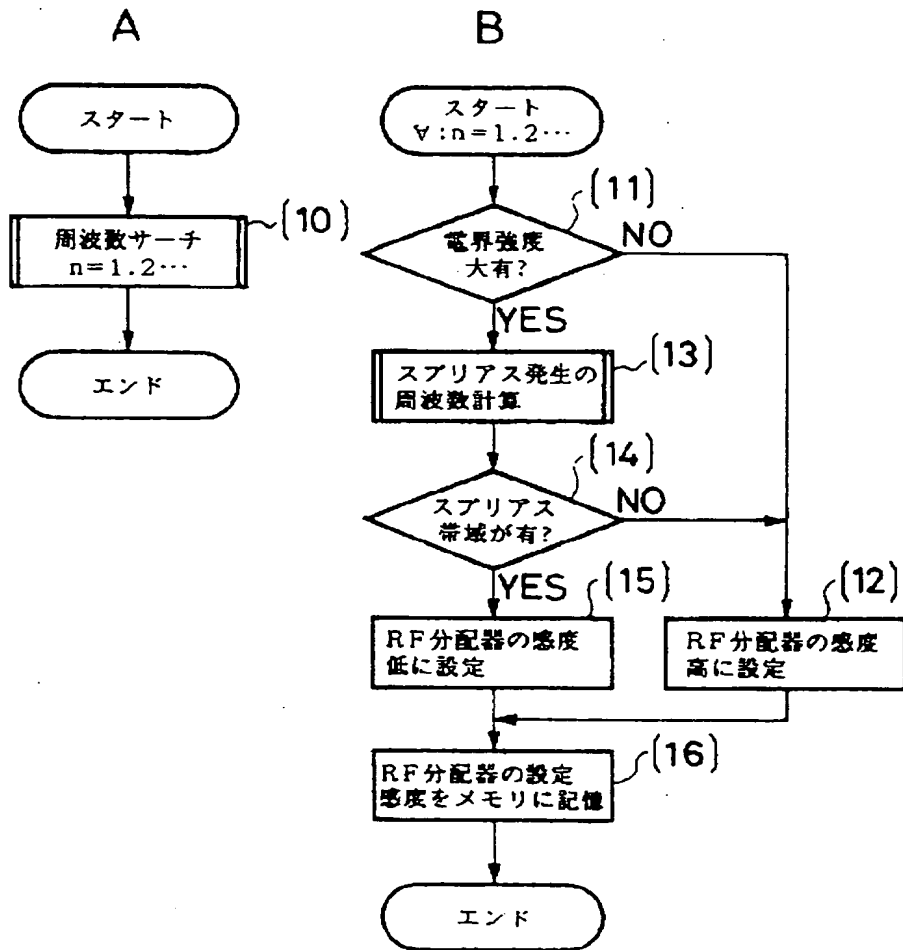 A
スタート
周波数サーチ
n=1.2…
[10]
エンド
B
スタート
∀:n=1.2…
[11]
電界強度
大有?
NO
YES
[13]
スプリアス発生の
周波数計算
[14]
スプリアス
帯域が有?
NO
YES
[15]
RF分配器の感度
低に設定
[12]
RF分配器の感度
高に設定
[16]
RF分配器の設定
感度をメモリに記憶
エンド